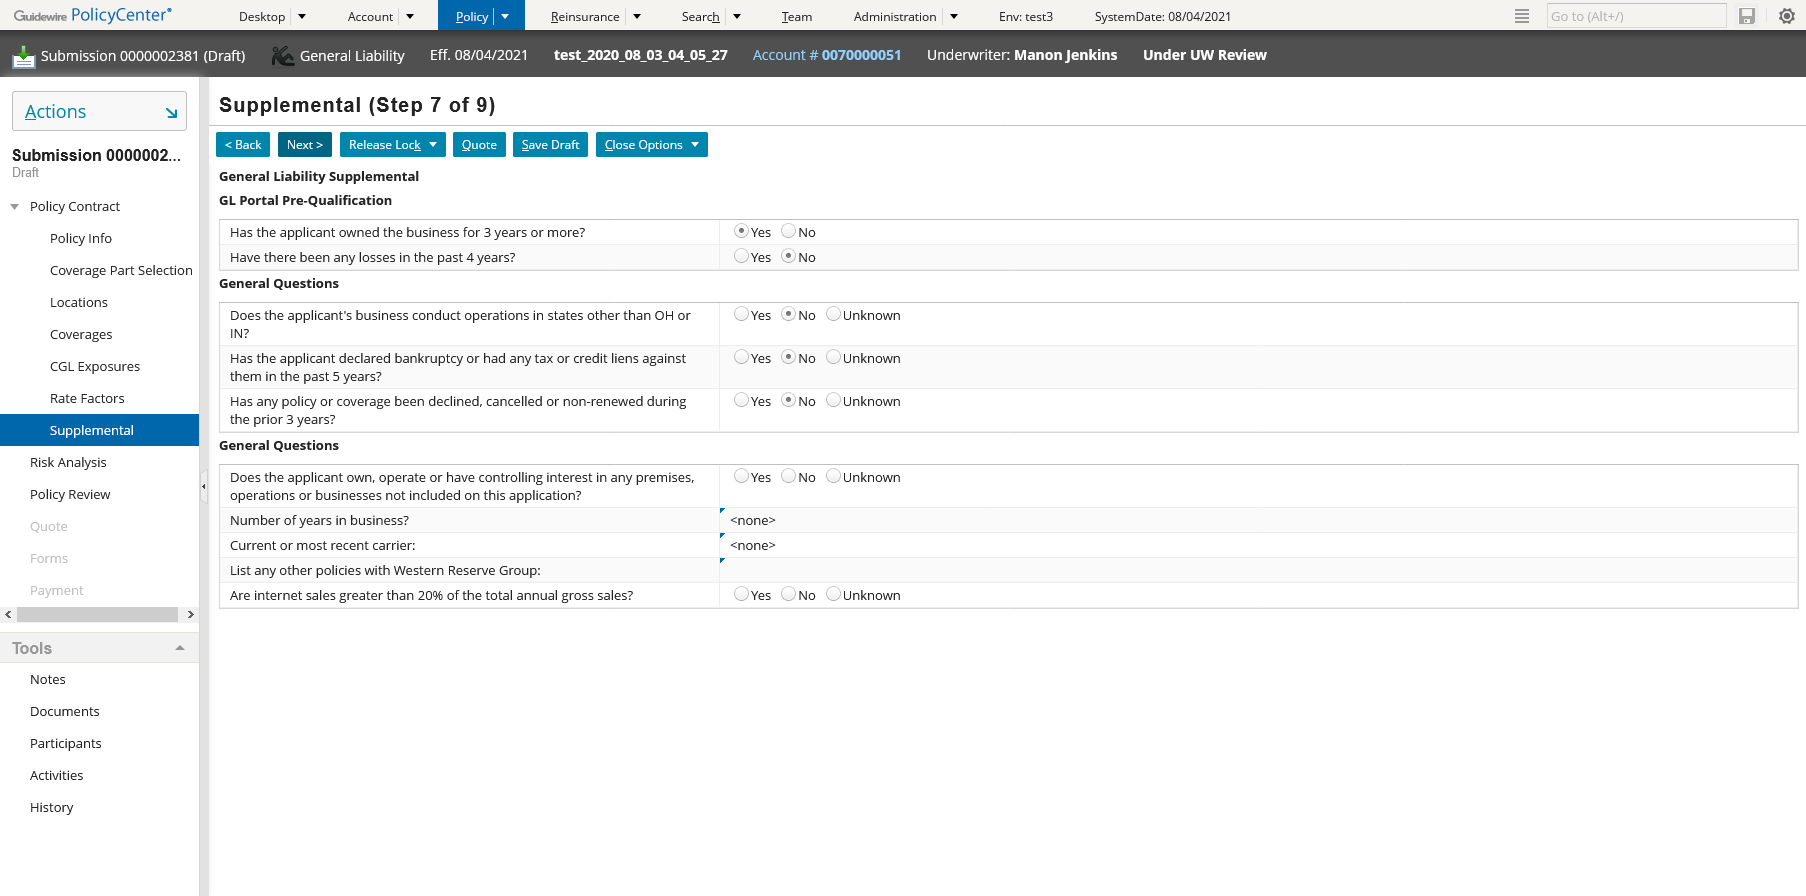 Guidewire PolicyCenter®
Desktop
Account
Policy
Reinsurance
Search
Team
Administration
Env: test3
SystemDate: 08/04/2021
Go to (Alt+/)
Submission 0000002381 (Draft)
General Liability
Eff. 08/04/2021
test_2020_08_03_04_05_27
Account # 0070000051
Underwriter: Manon Jenkins
Under UW Review
Actions
Submission 0000002...
Draft
Policy Contract
Policy Info
Coverage Part Selection
Locations
Coverages
CGL Exposures
Rate Factors
Supplemental
Risk Analysis
Policy Review
Quote
Forms
Payment
Tools
Notes
Documents
Participants
Activities
History
Supplemental (Step 7 of 9)
< Back
Next >
Release Lock
Quote
Save Draft
Close Options
General Liability Supplemental
GL Portal Pre-Qualification
Has the applicant owned the business for 3 years or more? Yes No
Have there been any losses in the past 4 years? Yes No
General Questions
Does the applicant's business conduct operations in states other than OH or Yes No Unknown
IN?
Has the applicant declared bankruptcy or had any tax or credit liens against Yes No Unknown
them in the past 5 years?
Has any policy or coverage been declined, cancelled or non-renewed during Yes No Unknown
the prior 3 years?
General Questions
Does the applicant own, operate or have controlling interest in any premises, Yes No Unknown
operations or businesses not included on this application?
Number of years in business? <none>
Current or most recent carrier: <none>
List any other policies with Western Reserve Group:
Are internet sales greater than 20% of the total annual gross sales? Yes No Unknown